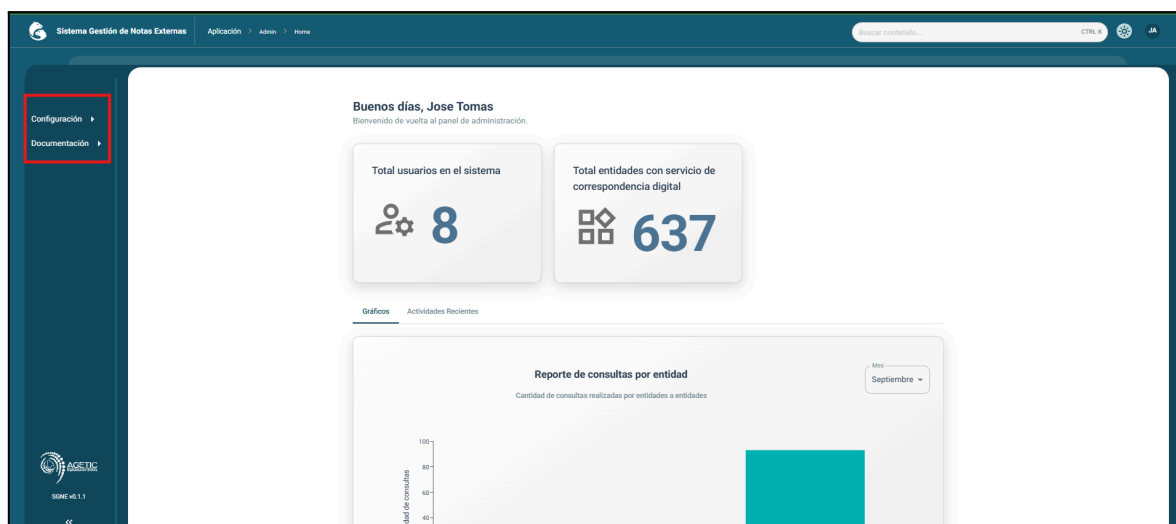 Sistema Gestión de Notas Externas
Aplicación > Admin > Home
Buscar contenido...
CTRL K
JA
Configuración
Documentación
Buenos días, Jose Tomas
Bienvenido de vuelta al panel de administración.
Total usuarios en el sistema
8
Total entidades con servicio de
correspondencia digital
637
Gráficos
Actividades Recientes
Reporte de consultas por entidad
Cantidad de consultas realizadas por entidades a entidades
Mes
Septiembre
100
80
60
40
dad de consultas
AGETIC
SGNE v0.1.1